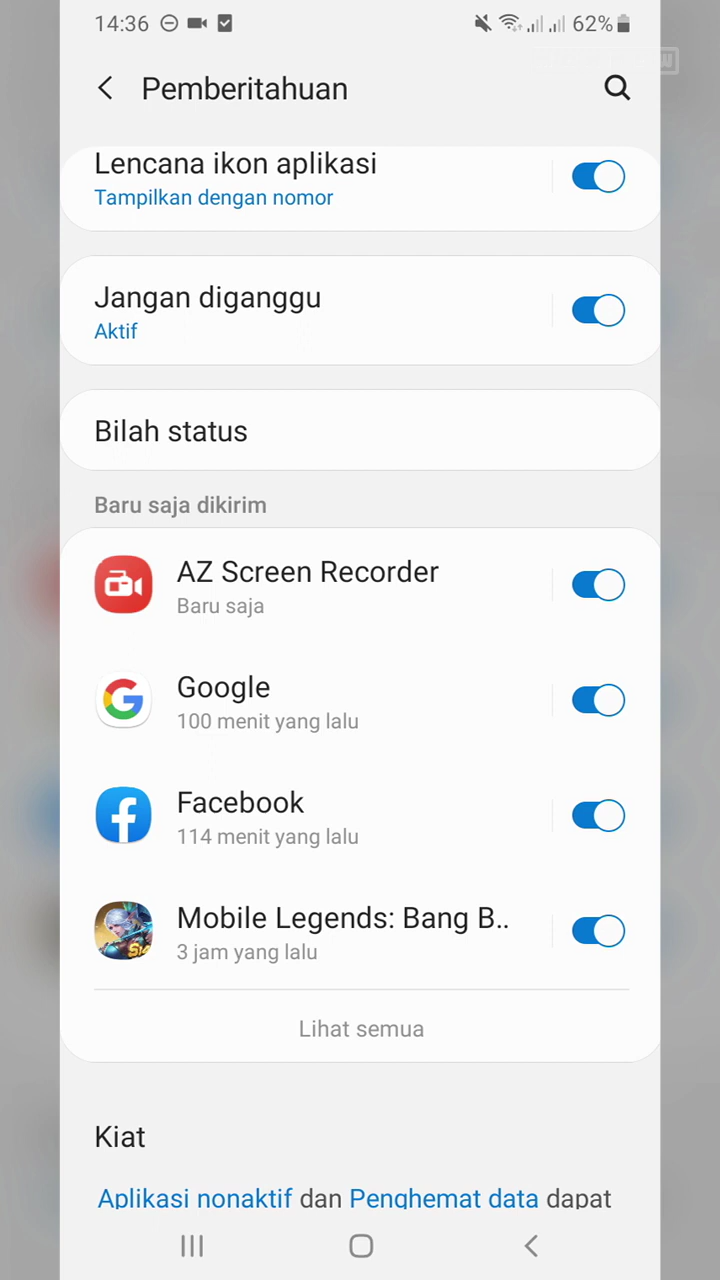 14:36
62%
Pemberitahuan
Lencana ikon aplikasi
Tampilkan dengan nomor
Jangan diganggu
Aktif
Bilah status
Baru saja dikirim
AZ Screen Recorder
Baru saja
Google
100 menit yang lalu
Facebook
114 menit yang lalu
Mobile Legends: Bang B..
3 jam yang lalu
Lihat semua
Kiat
Aplikasi nonaktif dan Penghemat data dapat